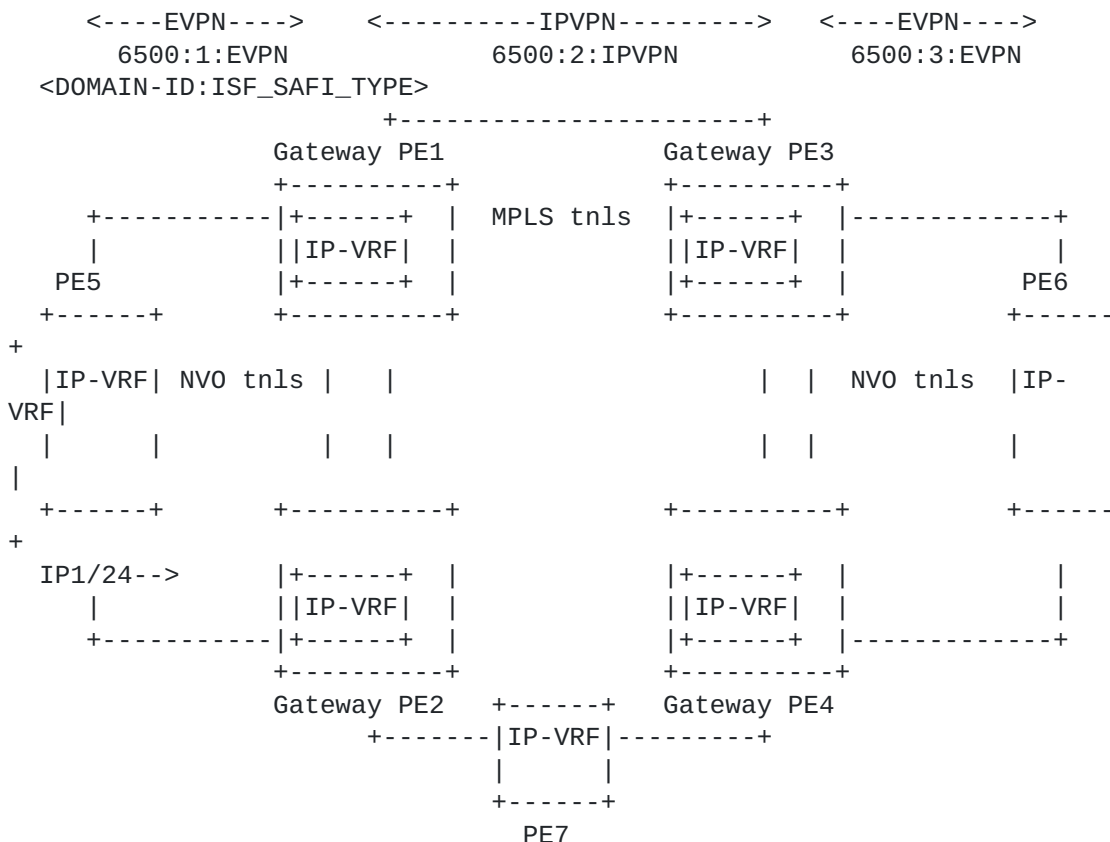 <----EVPN---->    <----------IPVPN--------->   <----EVPN---->
     6500:1:EVPN            6500:2:IPVPN           6500:3:EVPN
<DOMAIN-ID:ISF_SAFI_TYPE>
                       +-----------------------+
                Gateway PE1              Gateway PE3
                +----------+             +----------+
    +-----------|+------+  |  MPLS tnls  |+------+  |-------------+
    |           ||IP-VRF|  |             ||IP-VRF|  |             |
  PE5           |+------+  |             |+------+  |           PE6
 +------+       +----------+             +----------+          +------
+
 |IP-VRF| NVO tnls |   |                       |  |  NVO tnls  |IP-
VRF|
 |      |          |   |                       |  |            |
|
 +------+       +----------+             +----------+          +------
+
 IP1/24-->      |+------+  |             |+------+  |             |
    |           ||IP-VRF|  |             ||IP-VRF|  |             |
    +-----------|+------+  |             |+------+  |-------------+
                +----------+             +----------+
                Gateway PE2   +------+   Gateway PE4
                      +-------|IP-VRF|---------+
                              |      |
                              +------+
                                PE7